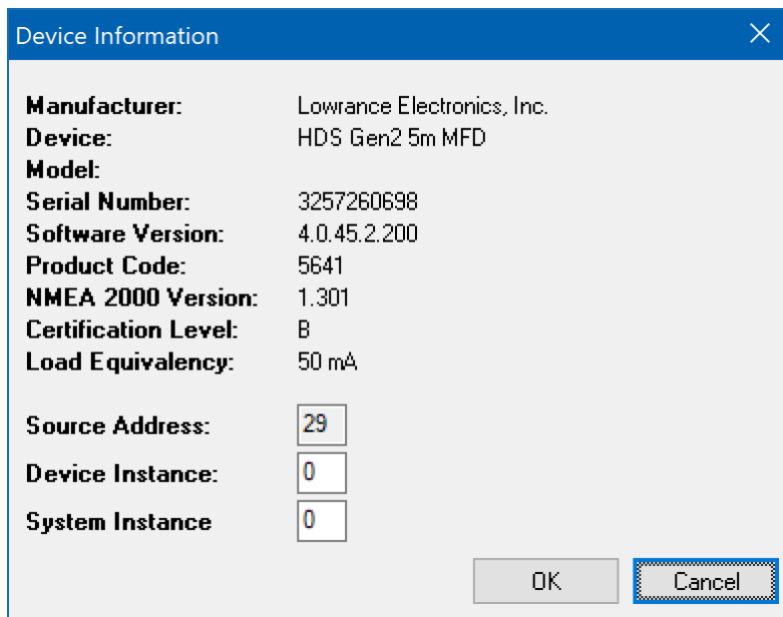 Device Information
Manufacturer: Lowrance Electronics, Inc.
Device: HDS Gen2 5m MFD
Model:
Serial Number: 3257260698
Software Version: 4.0.45.2.200
Product Code: 5641
NMEA 2000 Version: 1.301
Certification Level: B
Load Equivalency: 50 mA
Source Address: 29
Device Instance: 0
System Instance 0
OK Cancel